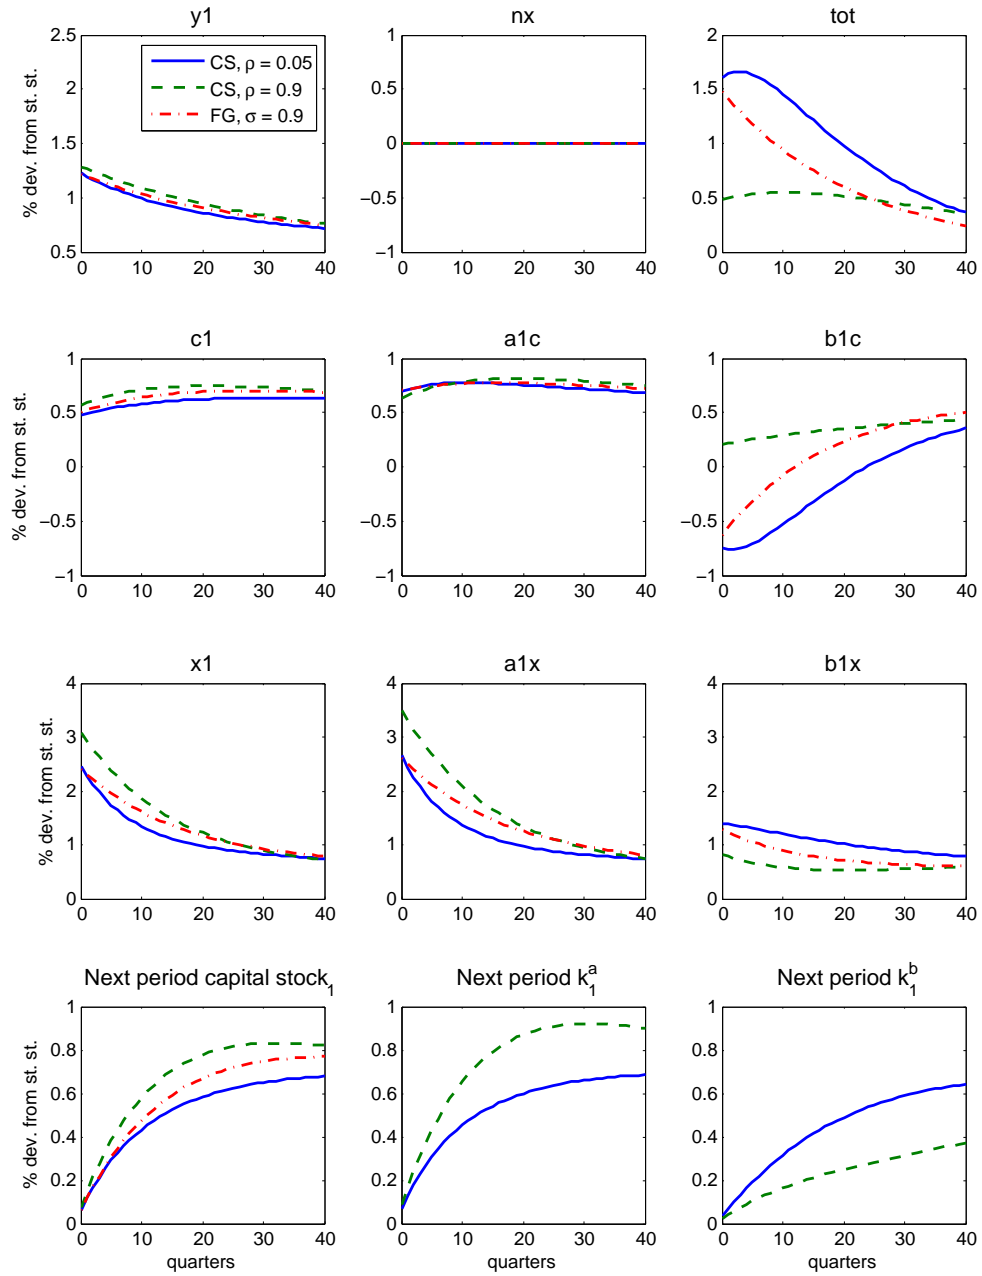 y1 nx tot
2.5
2
1.5
1
0.5
% dev. from st. st.
CS, ρ = 0.05
CS, ρ = 0.9
FG, σ = 0.9
0 10 20 30 40
1
0.5
0
−0.5
−1
0 10 20 30 40
2
1.5
1
0.5
0
0 10 20 30 40
c1 a1c b1c
1
0.5
0
−0.5
−1
% dev. from st. st.
0 10 20 30 40
1
0.5
0
−0.5
−1
0 10 20 30 40
1
0.5
0
−0.5
−1
0 10 20 30 40
x1 a1x b1x
4
3
2
1
0
% dev. from st. st.
0 10 20 30 40
4
3
2
1
0
0 10 20 30 40
4
3
2
1
0
0 10 20 30 40
Next period capital stock₁ Next period k₁ᵃ Next period k₁ᵇ
1
0.8
0.6
0.4
0.2
0
% dev. from st. st.
0 10 20 30 40
quarters
1
0.8
0.6
0.4
0.2
0
0 10 20 30 40
quarters
1
0.8
0.6
0.4
0.2
0
0 10 20 30 40
quarters